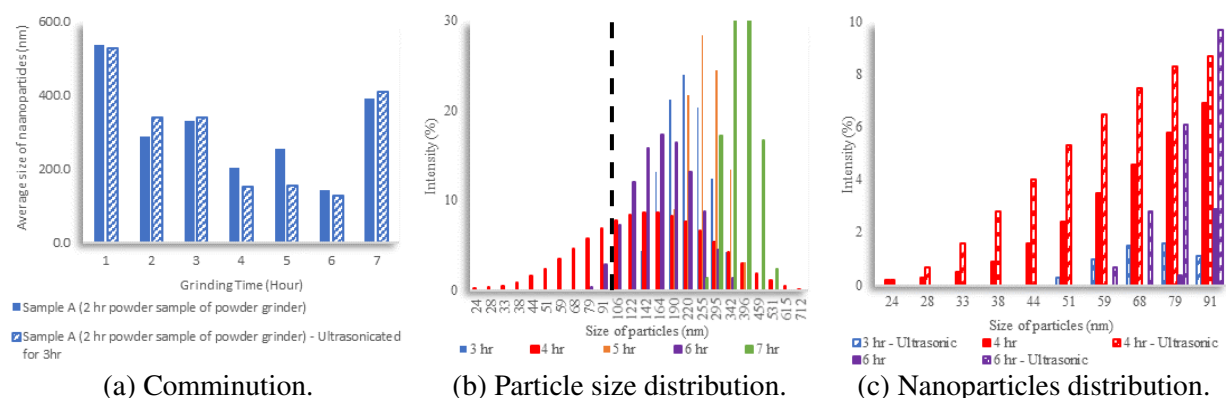 600.0
400.0
200.0
0.0
Average size of naanoparticdes (nm)
1 2 3 4 5 6 7
Grinding Time (Hour)
Sample A (2 hr powder sample of powder grinder)
Sample A (2 hr powder sample of powder grinder) - Ultrasonicated
for 3hr
(a) Comminution.
30
20
10
0
Intensity (%)
24 28 33 38 44 51 59 68 79 91 106 122 142 164 190 220 255 295 342 396 459 531 615 712
Size of particles (nm)
3 hr 4 hr 5 hr 6 hr 7 hr
(b) Particle size distribution.
10
8
6
4
2
0
Intensity (%)
24 28 33 38 44 51 59 68 79 91
Size of particles (nm)
3 hr - Ultrasonic 4 hr 4 hr - Ultrasonic
6 hr 6 hr - Ultrasonic
(c) Nanoparticles distribution.